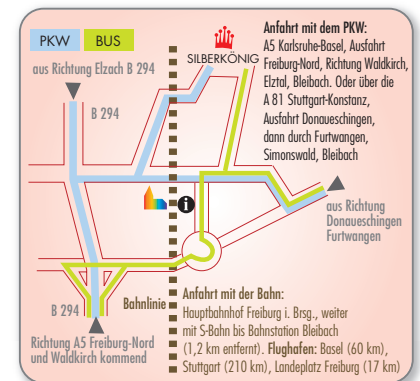 PKW
BUS
aus Richtung Elzach B 294
B 294
SILBERKÖNIG
Anfahrt mit dem PKW:
A5 Karlsruhe-Basel, Ausfahrt
Freiburg-Nord, Richtung Waldkirch,
Elztal, Bleibach. Oder über die
A 81 Stuttgart-Konstanz,
Ausfahrt Donaueschingen,
dann durch Furtwangen,
Simonswald, Bleibach
i
aus Richtung
Donaueschingen
Furtwangen
B 294
Bahnlinie
Richtung A5 Freiburg-Nord
und Waldkirch kommend
Anfahrt mit der Bahn:
Hauptbahnhof Freiburg i. Brsg., weiter
mit S-Bahn bis Bahnstation Bleibach
(1,2 km entfernt). Flughafen: Basel (60 km),
Stuttgart (210 km), Landeplatz Freiburg (17 km)